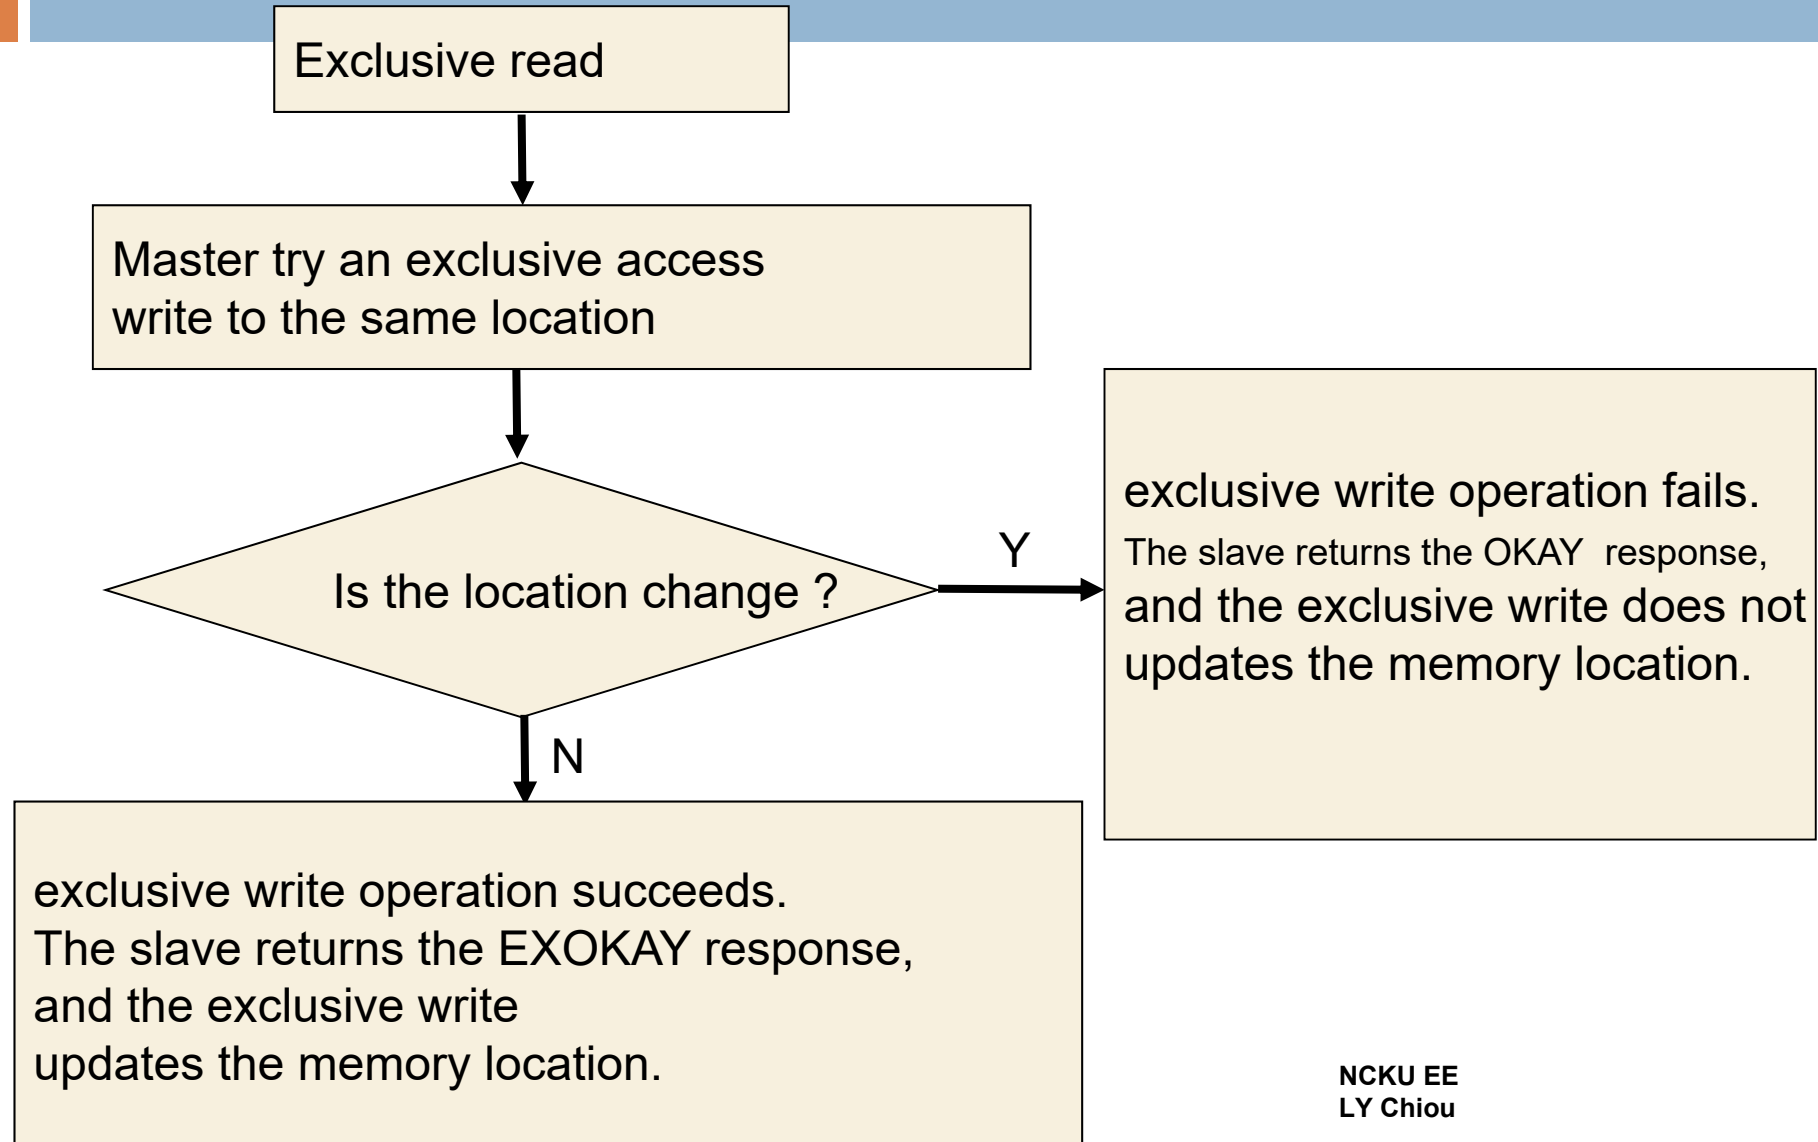 Exclusive read
Master try an exclusive access
write to the same location
Is the location change ?
Y
exclusive write operation fails.
The slave returns the OKAY response,
and the exclusive write does not
updates the memory location.
N
exclusive write operation succeeds.
The slave returns the EXOKAY response,
and the exclusive write
updates the memory location.
NCKU EE
LY Chiou